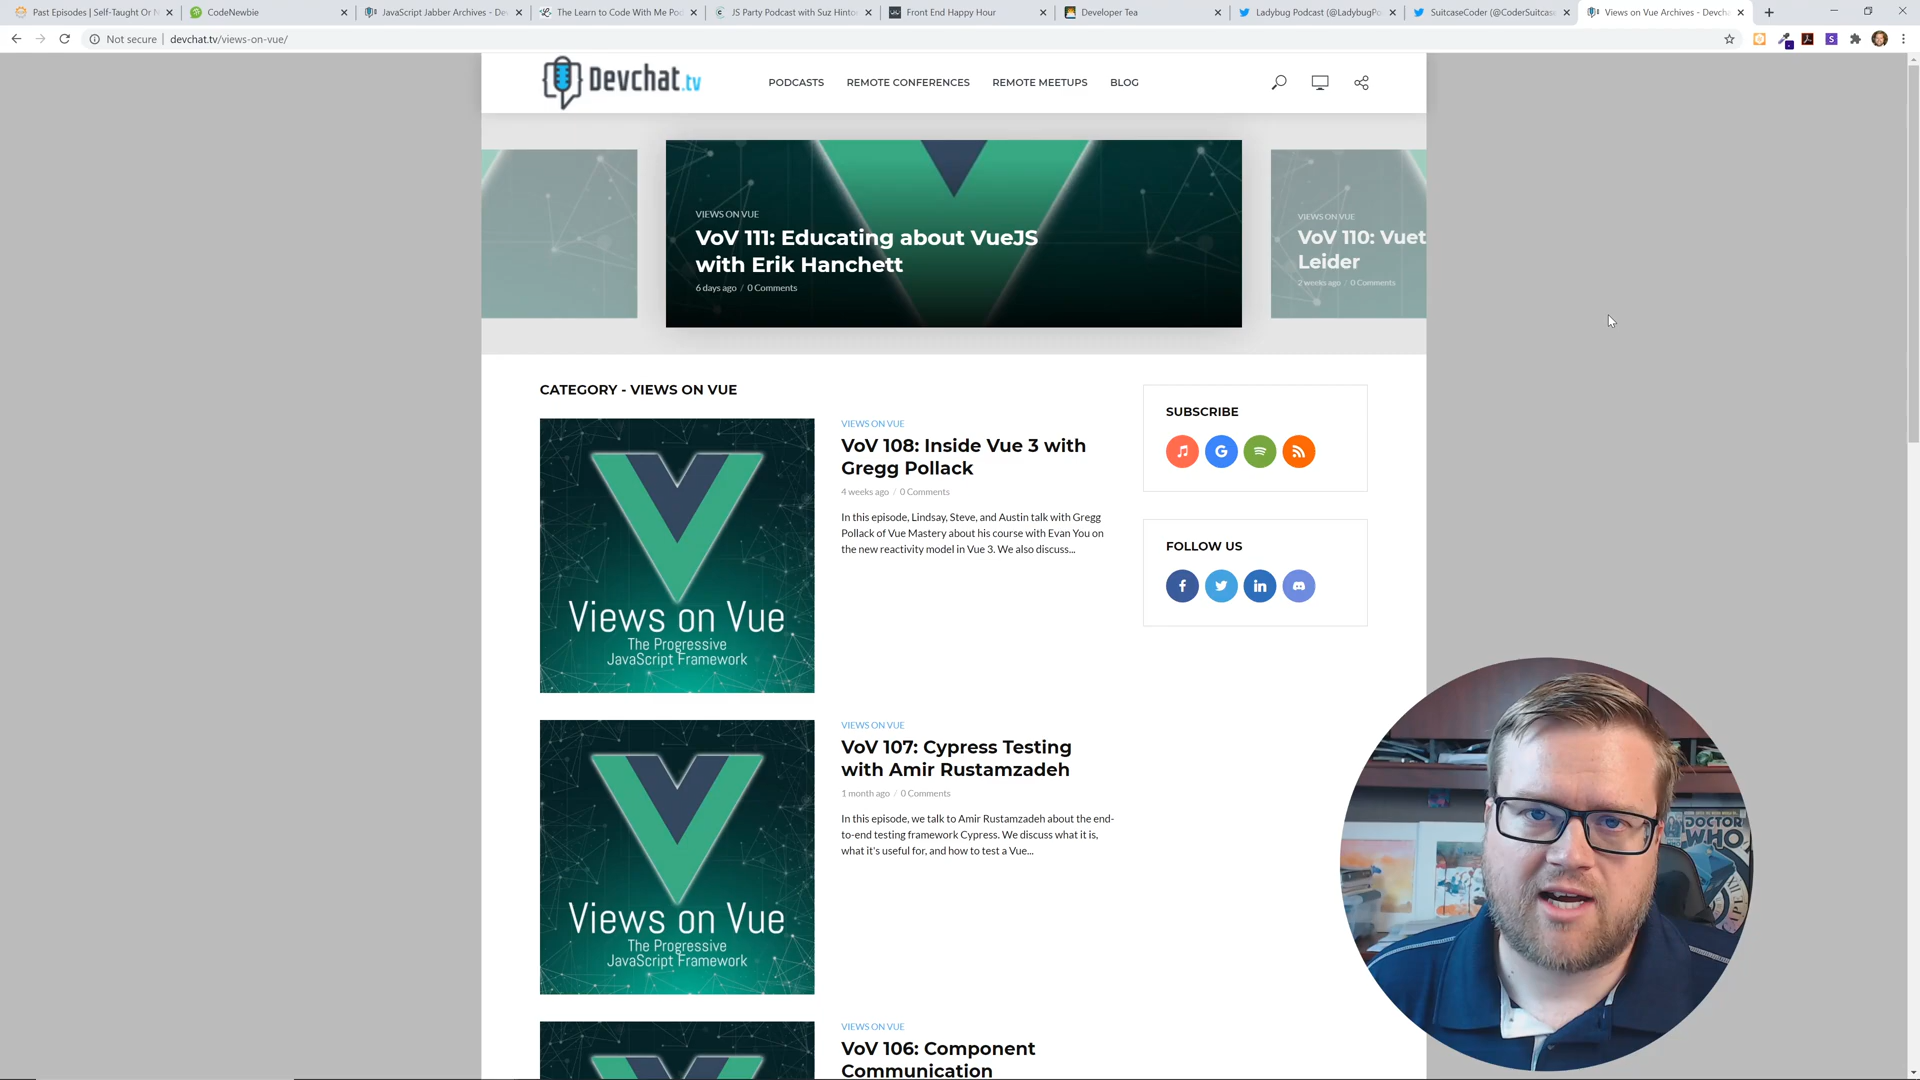 Past Episodes | Self-Taught Or N
CodeNewbie
JavaScript Jabber Archives - De
The Learn to Code With Me Poc
JS Party Podcast with Suz Hinto
Front End Happy Hour
Developer Tea
Ladybug Podcast (@LadybugPo
SuitcaseCoder (@CoderSuitcas
Views on Vue Archives - Devcha
Not secure | devchat.tv/views-on-vue/
Devchat.tv
PODCASTS
REMOTE CONFERENCES
REMOTE MEETUPS
BLOG
VIEWS ON VUE
VoV 111: Educating about VueJS
with Erik Hanchett
6 days ago / 0 Comments
VIEWS ON VUE
VoV 110: Vuet
Leider
2 weeks ago / 0 Comments
CATEGORY - VIEWS ON VUE
Views on Vue
The Progressive
JavaScript Framework
VIEWS ON VUE
VoV 108: Inside Vue 3 with
Gregg Pollack
4 weeks ago / 0 Comments
In this episode, Lindsay, Steve, and Austin talk with Gregg
Pollack of Vue Mastery about his course with Evan You on
the new reactivity model in Vue 3. We also discuss...
SUBSCRIBE
FOLLOW US
Views on Vue
The Progressive
JavaScript Framework
VIEWS ON VUE
VoV 107: Cypress Testing
with Amir Rustamzadeh
1 month ago / 0 Comments
In this episode, we talk to Amir Rustamzadeh about the end-
to-end testing framework Cypress. We discuss what it is,
what it's useful for, and how to test a Vue...
VIEWS ON VUE
VoV 106: Component
Communication
DOCTOR
WHO